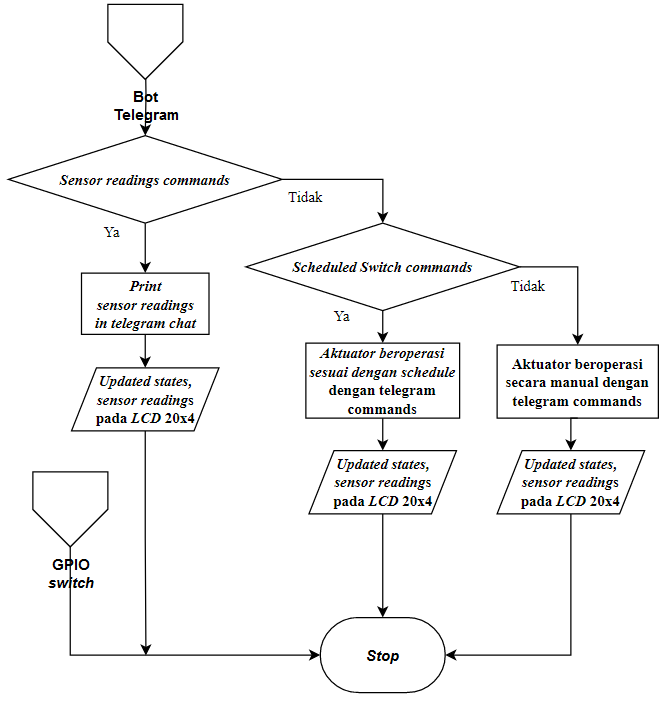 Bot
Telegram
Sensor readings commands
Tidak
Ya
Scheduled Switch commands
Tidak
Print
sensor readings
in telegram chat
Ya
Aktuator beroperasi
sesuai dengan schedule
dengan telegram
commands
Aktuator beroperasi
secara manual dengan
telegram commands
Updated states,
sensor readings
pada LCD 20x4
Updated states,
sensor readings
pada LCD 20x4
Updated states,
sensor readings
pada LCD 20x4
GPIO
switch
Stop